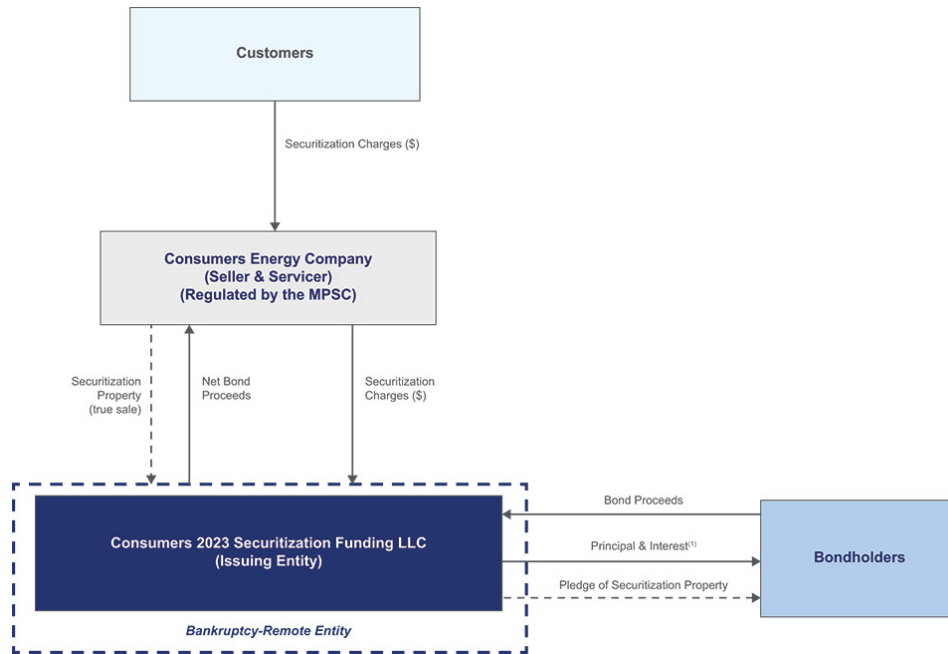 Customers
Securitization Charges ($)
Consumers Energy Company
(Seller & Servicer)
(Regulated by the MPSC)
Securitization
Property
(true sale)
Net Bond
Proceeds
Securitization
Charges ($)
Consumers 2023 Securitization Funding LLC
(Issuing Entity)
Bankruptcy-Remote Entity
Bond Proceeds
Principal & Interest⁽¹⁾
Pledge of Securitization Property
Bondholders